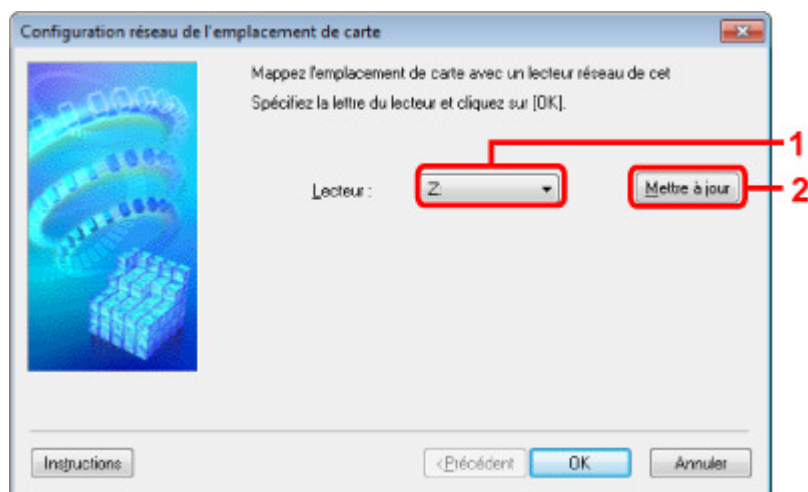 Configuration réseau de l'emplacement de carte
Mappez l'emplacement de carte avec un lecteur réseau de cet
Spécifiez la lettre du lecteur et cliquez sur [OK].
1
Lecteur : Z: Mettre à jour 2
Instructions <Précédent OK Annuler